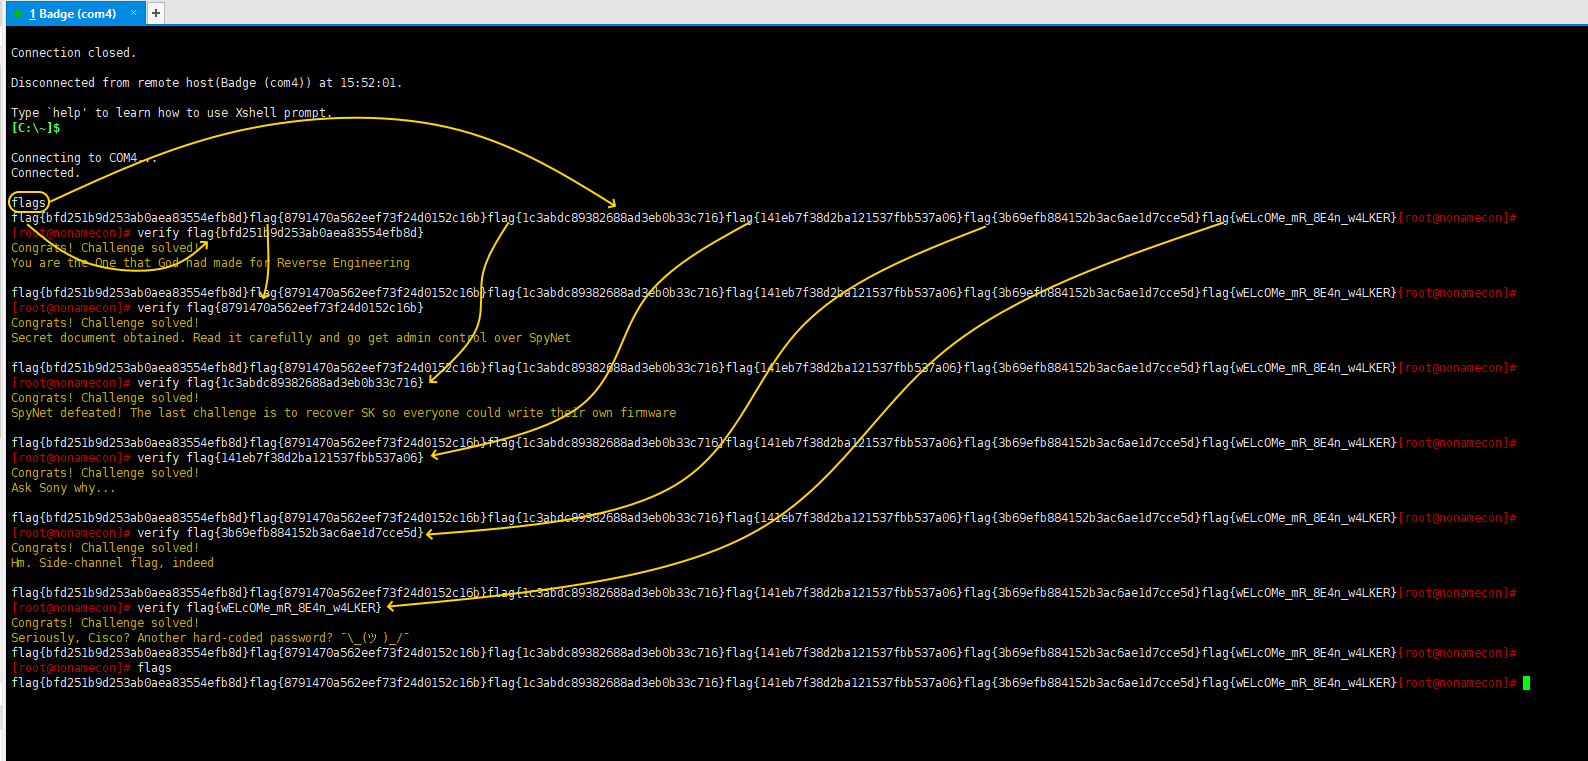 1 Badge (com4) × +
Connection closed.
Disconnected from remote host(Badge (com4)) at 15:52:01.
Type `help' to learn how to use Xshell prompt.
[C:\~]$
Connecting to COM4...
Connected.
flags
flag{bfd251b9d253ab0aea83554efb8d}flag{8791470a562eef73f24d0152c16b}flag{1c3abdc89382688ad3eb0b33c716}flag{141eb7f38d2ba121537fbb537a06}flag{3b69efb884152b3ac6ae1d7cce5d}flag{wELcOMe_mR_8E4n_w4LKER}[root@nonamecon]#
[root@nonamecon]# verify flag{bfd251b9d253ab0aea83554efb8d}
Congrats! Challenge solved!
You are the One that God had made for Reverse Engineering
flag{bfd251b9d253ab0aea83554efb8d}flag{8791470a562eef73f24d0152c16b}flag{1c3abdc89382688ad3eb0b33c716}flag{141eb7f38d2ba121537fbb537a06}flag{3b69efb884152b3ac6ae1d7cce5d}flag{wELcOMe_mR_8E4n_w4LKER}[root@nonamecon]#
[root@nonamecon]# verify flag{8791470a562eef73f24d0152c16b}
Congrats! Challenge solved!
Secret document obtained. Read it carefully and go get admin control over SpyNet
flag{bfd251b9d253ab0aea83554efb8d}flag{8791470a562eef73f24d0152c16b}flag{1c3abdc89382688ad3eb0b33c716}flag{141eb7f38d2ba121537fbb537a06}flag{3b69efb884152b3ac6ae1d7cce5d}flag{wELcOMe_mR_8E4n_w4LKER}[root@nonamecon]#
[root@nonamecon]# verify flag{1c3abdc89382688ad3eb0b33c716}
Congrats! Challenge solved!
SpyNet defeated! The last challenge is to recover SK so everyone could write their own firmware
flag{bfd251b9d253ab0aea83554efb8d}flag{8791470a562eef73f24d0152c16b}flag{1c3abdc89382688ad3eb0b33c716}flag{141eb7f38d2ba121537fbb537a06}flag{3b69efb884152b3ac6ae1d7cce5d}flag{wELcOMe_mR_8E4n_w4LKER}[root@nonamecon]#
[root@nonamecon]# verify flag{141eb7f38d2ba121537fbb537a06}
Congrats! Challenge solved!
Ask Sony why...
flag{bfd251b9d253ab0aea83554efb8d}flag{8791470a562eef73f24d0152c16b}flag{1c3abdc89382688ad3eb0b33c716}flag{141eb7f38d2ba121537fbb537a06}flag{3b69efb884152b3ac6ae1d7cce5d}flag{wELcOMe_mR_8E4n_w4LKER}[root@nonamecon]#
[root@nonamecon]# verify flag{3b69efb884152b3ac6ae1d7cce5d}
Congrats! Challenge solved!
Hm. Side-channel flag, indeed
flag{bfd251b9d253ab0aea83554efb8d}flag{8791470a562eef73f24d0152c16b}flag{1c3abdc89382688ad3eb0b33c716}flag{141eb7f38d2ba121537fbb537a06}flag{3b69efb884152b3ac6ae1d7cce5d}flag{wELcOMe_mR_8E4n_w4LKER}[root@nonamecon]#
[root@nonamecon]# verify flag{wELcOMe_mR_8E4n_w4LKER}
Congrats! Challenge solved!
Seriously, Cisco? Another hard-coded password? ¯\_(ツ)_/¯
flag{bfd251b9d253ab0aea83554efb8d}flag{8791470a562eef73f24d0152c16b}flag{1c3abdc89382688ad3eb0b33c716}flag{141eb7f38d2ba121537fbb537a06}flag{3b69efb884152b3ac6ae1d7cce5d}flag{wELcOMe_mR_8E4n_w4LKER}[root@nonamecon]#
[root@nonamecon]# flags
flag{bfd251b9d253ab0aea83554efb8d}flag{8791470a562eef73f24d0152c16b}flag{1c3abdc89382688ad3eb0b33c716}flag{141eb7f38d2ba121537fbb537a06}flag{3b69efb884152b3ac6ae1d7cce5d}flag{wELcOMe_mR_8E4n_w4LKER}[root@nonamecon]#